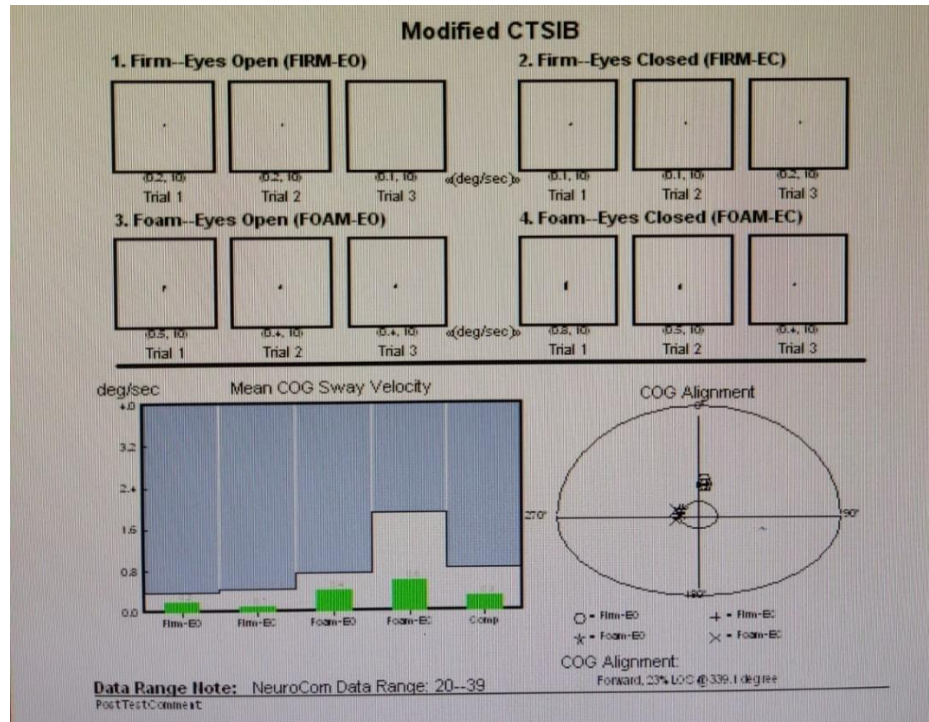 Modified CTSIB
1. Firm--Eyes Open (FIRM-EO) 2. Firm--Eyes Closed (FIRM-EC)
(0.2, 10) (0.2, 10) (0.1, 10) «(deg/sec)» (0.1, 10) (0.1, 10) (0.2, 10)
Trial 1 Trial 2 Trial 3 Trial 1 Trial 2 Trial 3
3. Foam--Eyes Open (FOAM-EO) 4. Foam--Eyes Closed (FOAM-EC)
(0.5, 10) (0.4, 10) (0.4, 10) «(deg/sec)» (0.8, 10) (0.5, 10) (0.4, 10)
Trial 1 Trial 2 Trial 3 Trial 1 Trial 2 Trial 3
deg/sec Mean COG Sway Velocity
4.0
3.2
2.4
1.6
0.8
0.0
Firm-EO Firm-EC Foam-EO Foam-EC Comp
COG Alignment
0°
270° 90°
180°
○ - Firm-EO + - Firm-EC
* - Foam-EO × - Foam-EC
COG Alignment:
Forward, 23% LOS @ 339.1 degree
Data Range Note: NeuroCom Data Range: 20--39
Post Test Comment: